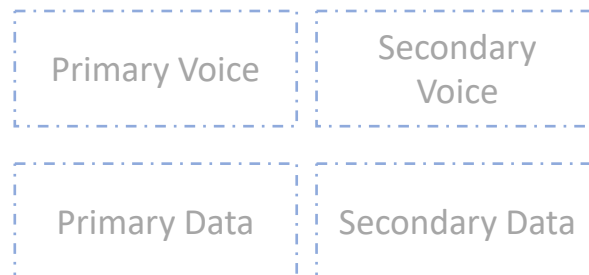 Primary Voice
Secondary
Voice
Primary Data
Secondary Data